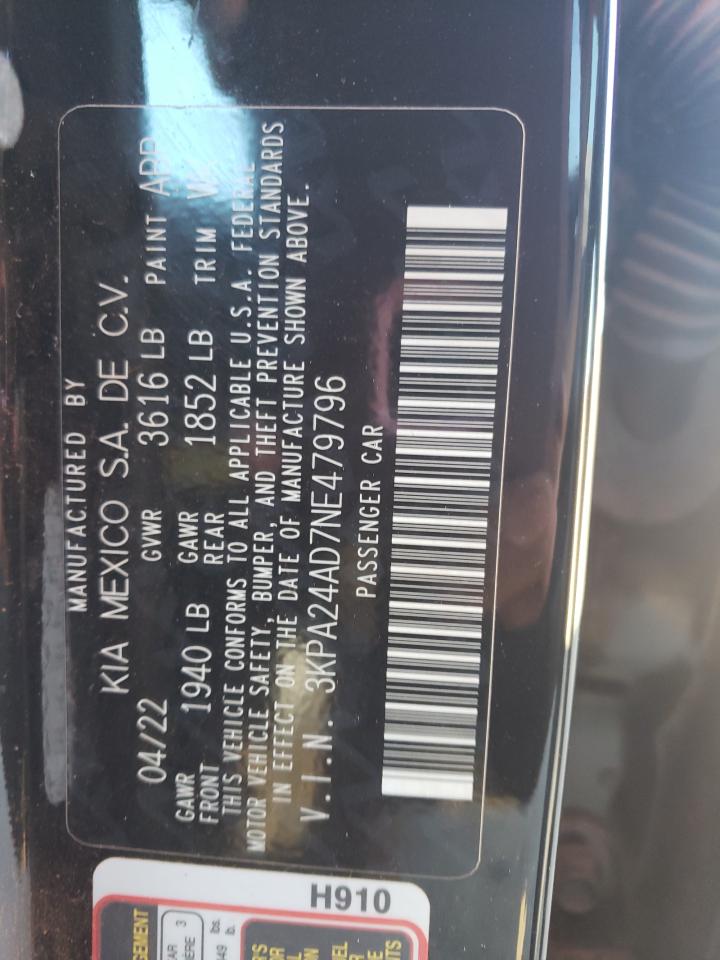 MANUFACTURED BY
KIA MEXICO S.A. DE C.V.
04/22 GVWR 3616 LB PAINT ABP
GAWR FRONT 1940 LB GAWR REAR 1852 LB TRIM
THIS VEHICLE CONFORMS TO ALL APPLICABLE U.S.A. FEDERAL
MOTOR VEHICLE SAFETY, BUMPER, AND THEFT PREVENTION STANDARDS
IN EFFECT ON THE DATE OF MANUFACTURE SHOWN ABOVE.
V.I.N. 3KPA24AD7NE479796
PASSENGER CAR
H910